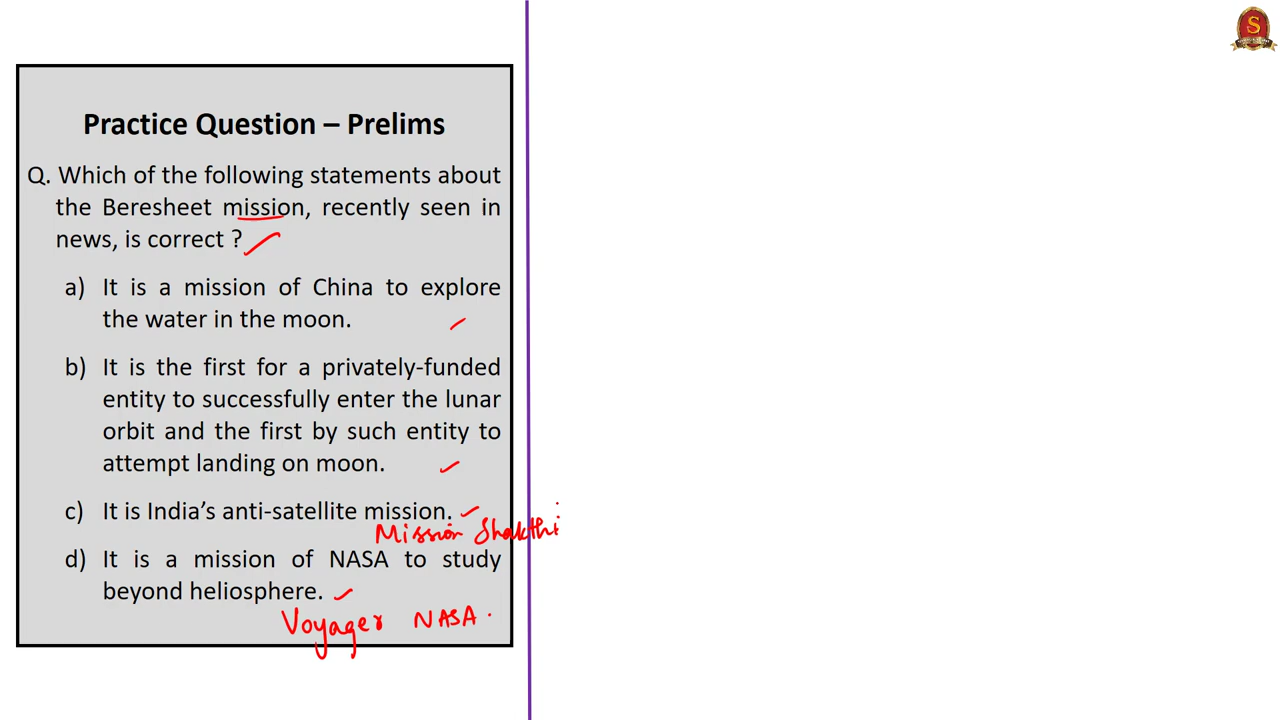 S
Practice Question – Prelims
Q. Which of the following statements about
the Beresheet mission, recently seen in
news, is correct ?
a) It is a mission of China to explore
the water in the moon.
b) It is the first for a privately-funded
entity to successfully enter the lunar
orbit and the first by such entity to
attempt landing on moon.
c) It is India’s anti-satellite mission.
Mission Shakthi
d) It is a mission of NASA to study
beyond heliosphere.
Voyager NASA.